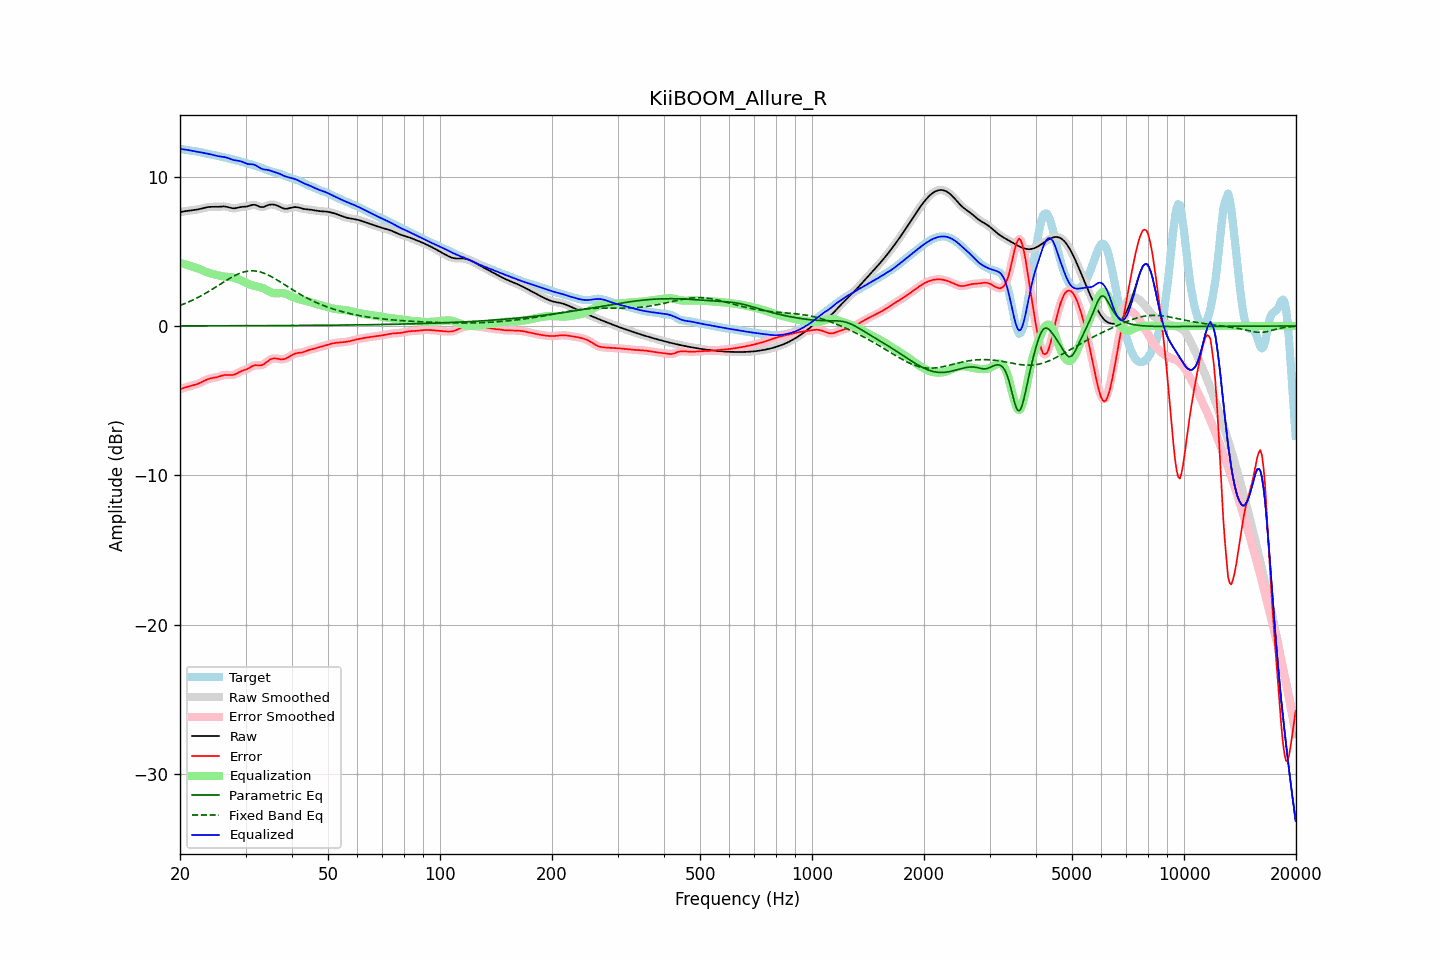 KiiBOOM_Allure_R
Amplitude (dBr)
10
0
−10
−20
−30
Target
Raw Smoothed
Error Smoothed
Raw
Error
Equalization
Parametric Eq
Fixed Band Eq
Equalized
20 50 100 200 500 1000 2000 5000 10000 20000
Frequency (Hz)